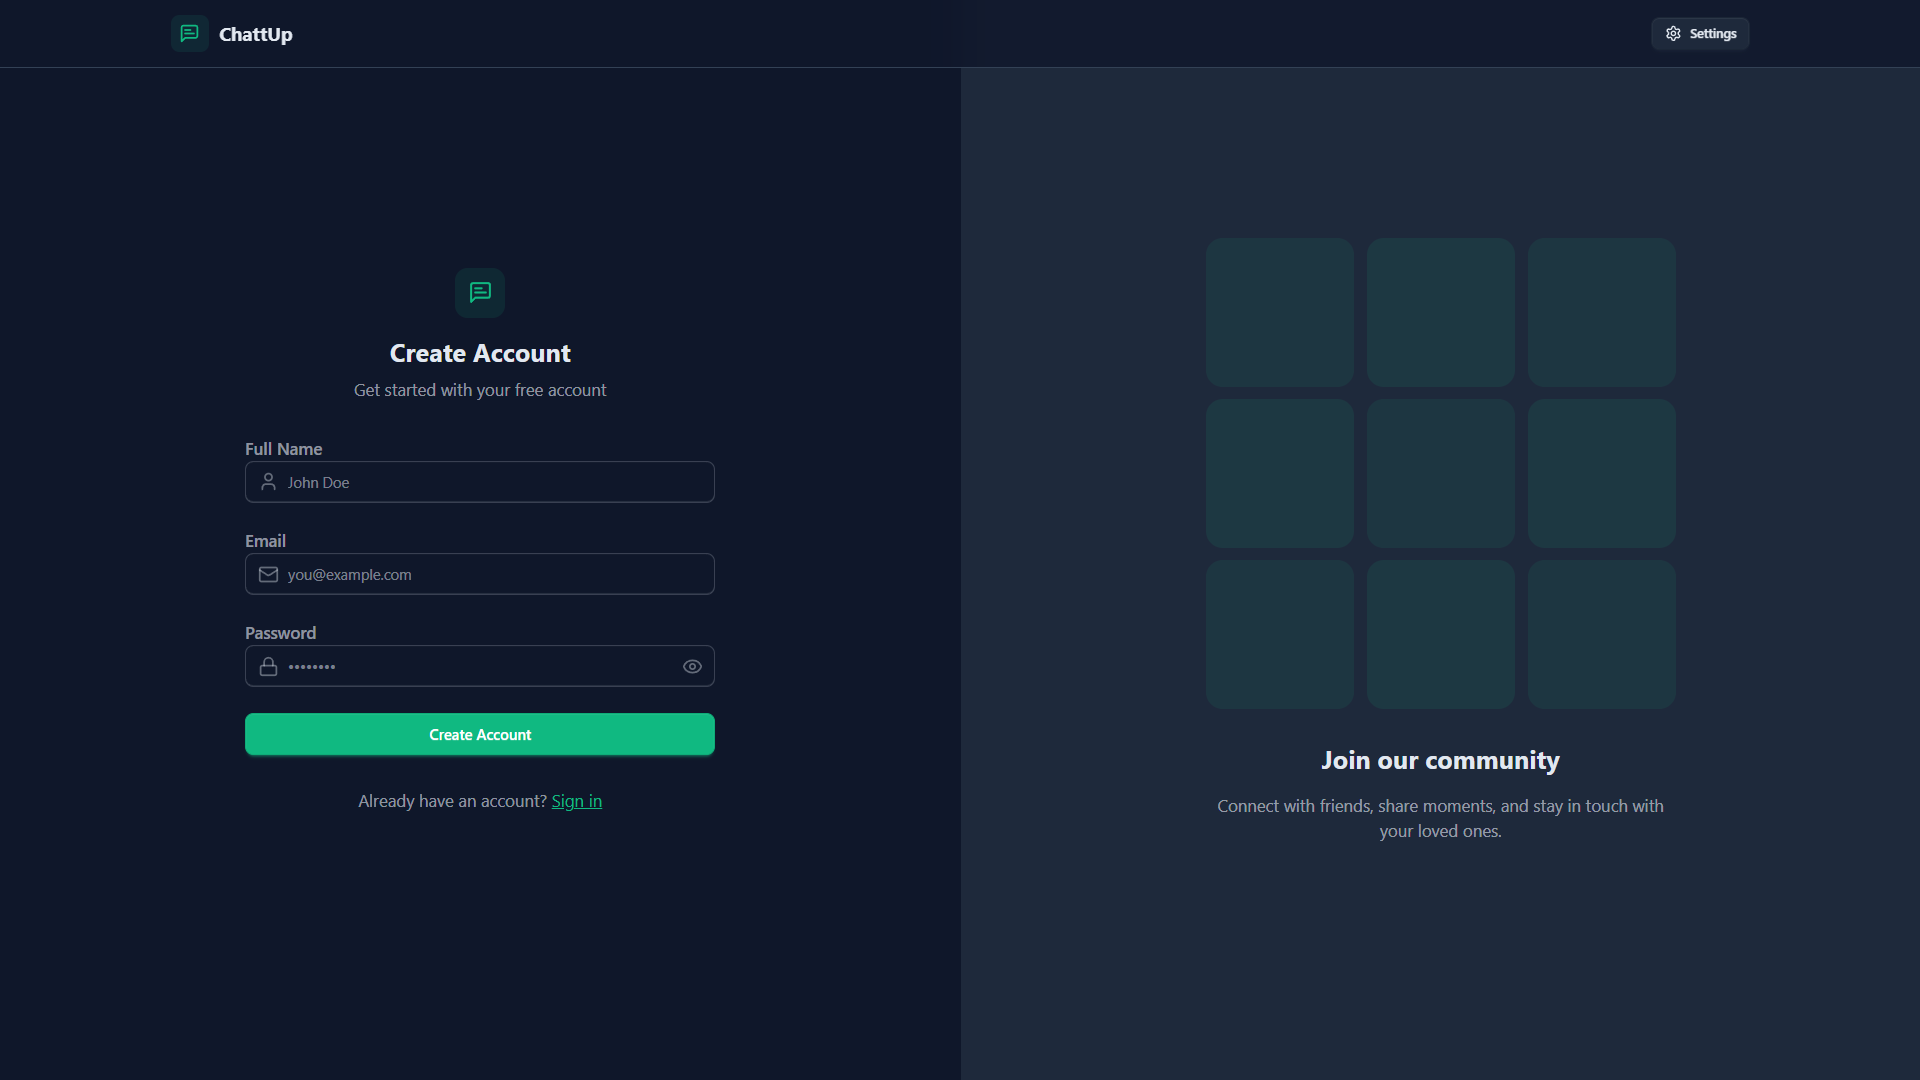 ChattUp
Settings
Create Account
Get started with your free account
Full Name
John Doe
Email
you@example.com
Password
••••••••
Create Account
Already have an account? Sign in
Join our community
Connect with friends, share moments, and stay in touch with
your loved ones.